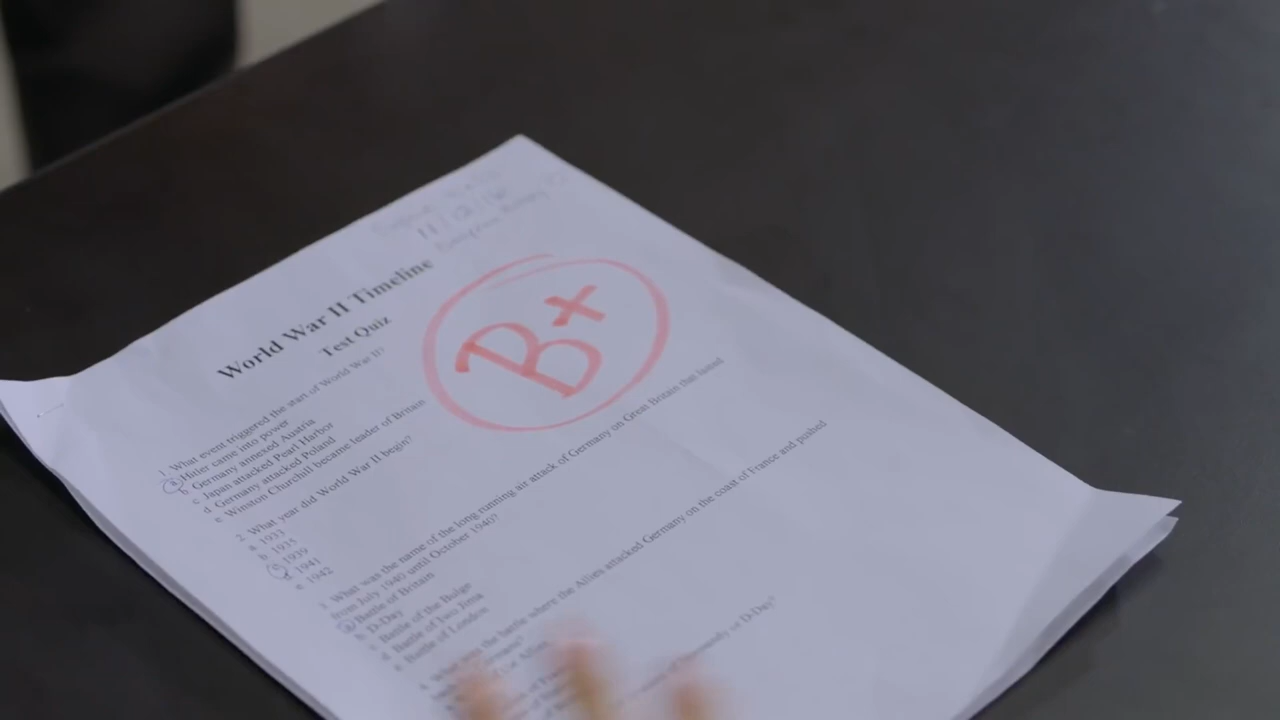 World War II Timeline
Test Quiz
B+
1. What event triggered the start of World War II?
a Hitler came into power
b Germany annexed Austria
c Japan attacked Pearl Harbor
d Germany attacked Poland
e Winston Churchill became leader of Britain
2. What year did World War II begin?
a. 1933
b. 1935
c 1939
d 1941
e 1942
3. What was the name of the long running air attack of Germany on Great Britain that lasted
from July 1940 until October 1940?
a Battle of Britain
b D-Day
c Battle of the Bulge
d Battle of Iwo Jima
e Battle of London
4. What was the battle where the Allies attacked Germany on the coast of France and pushed
D-Day?